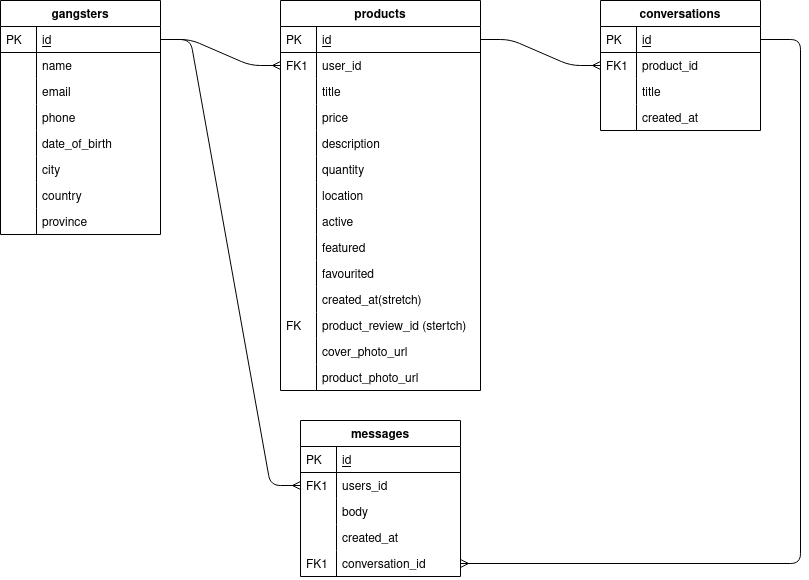 gangsters
PK id
name
email
phone
date_of_birth
city
country
province
products
PK id
FK1 user_id
title
price
description
quantity
location
active
featured
favourited
created_at(stretch)
FK product_review_id (stertch)
cover_photo_url
product_photo_url
conversations
PK id
FK1 product_id
title
created_at
messages
PK id
FK1 users_id
body
created_at
FK1 conversation_id